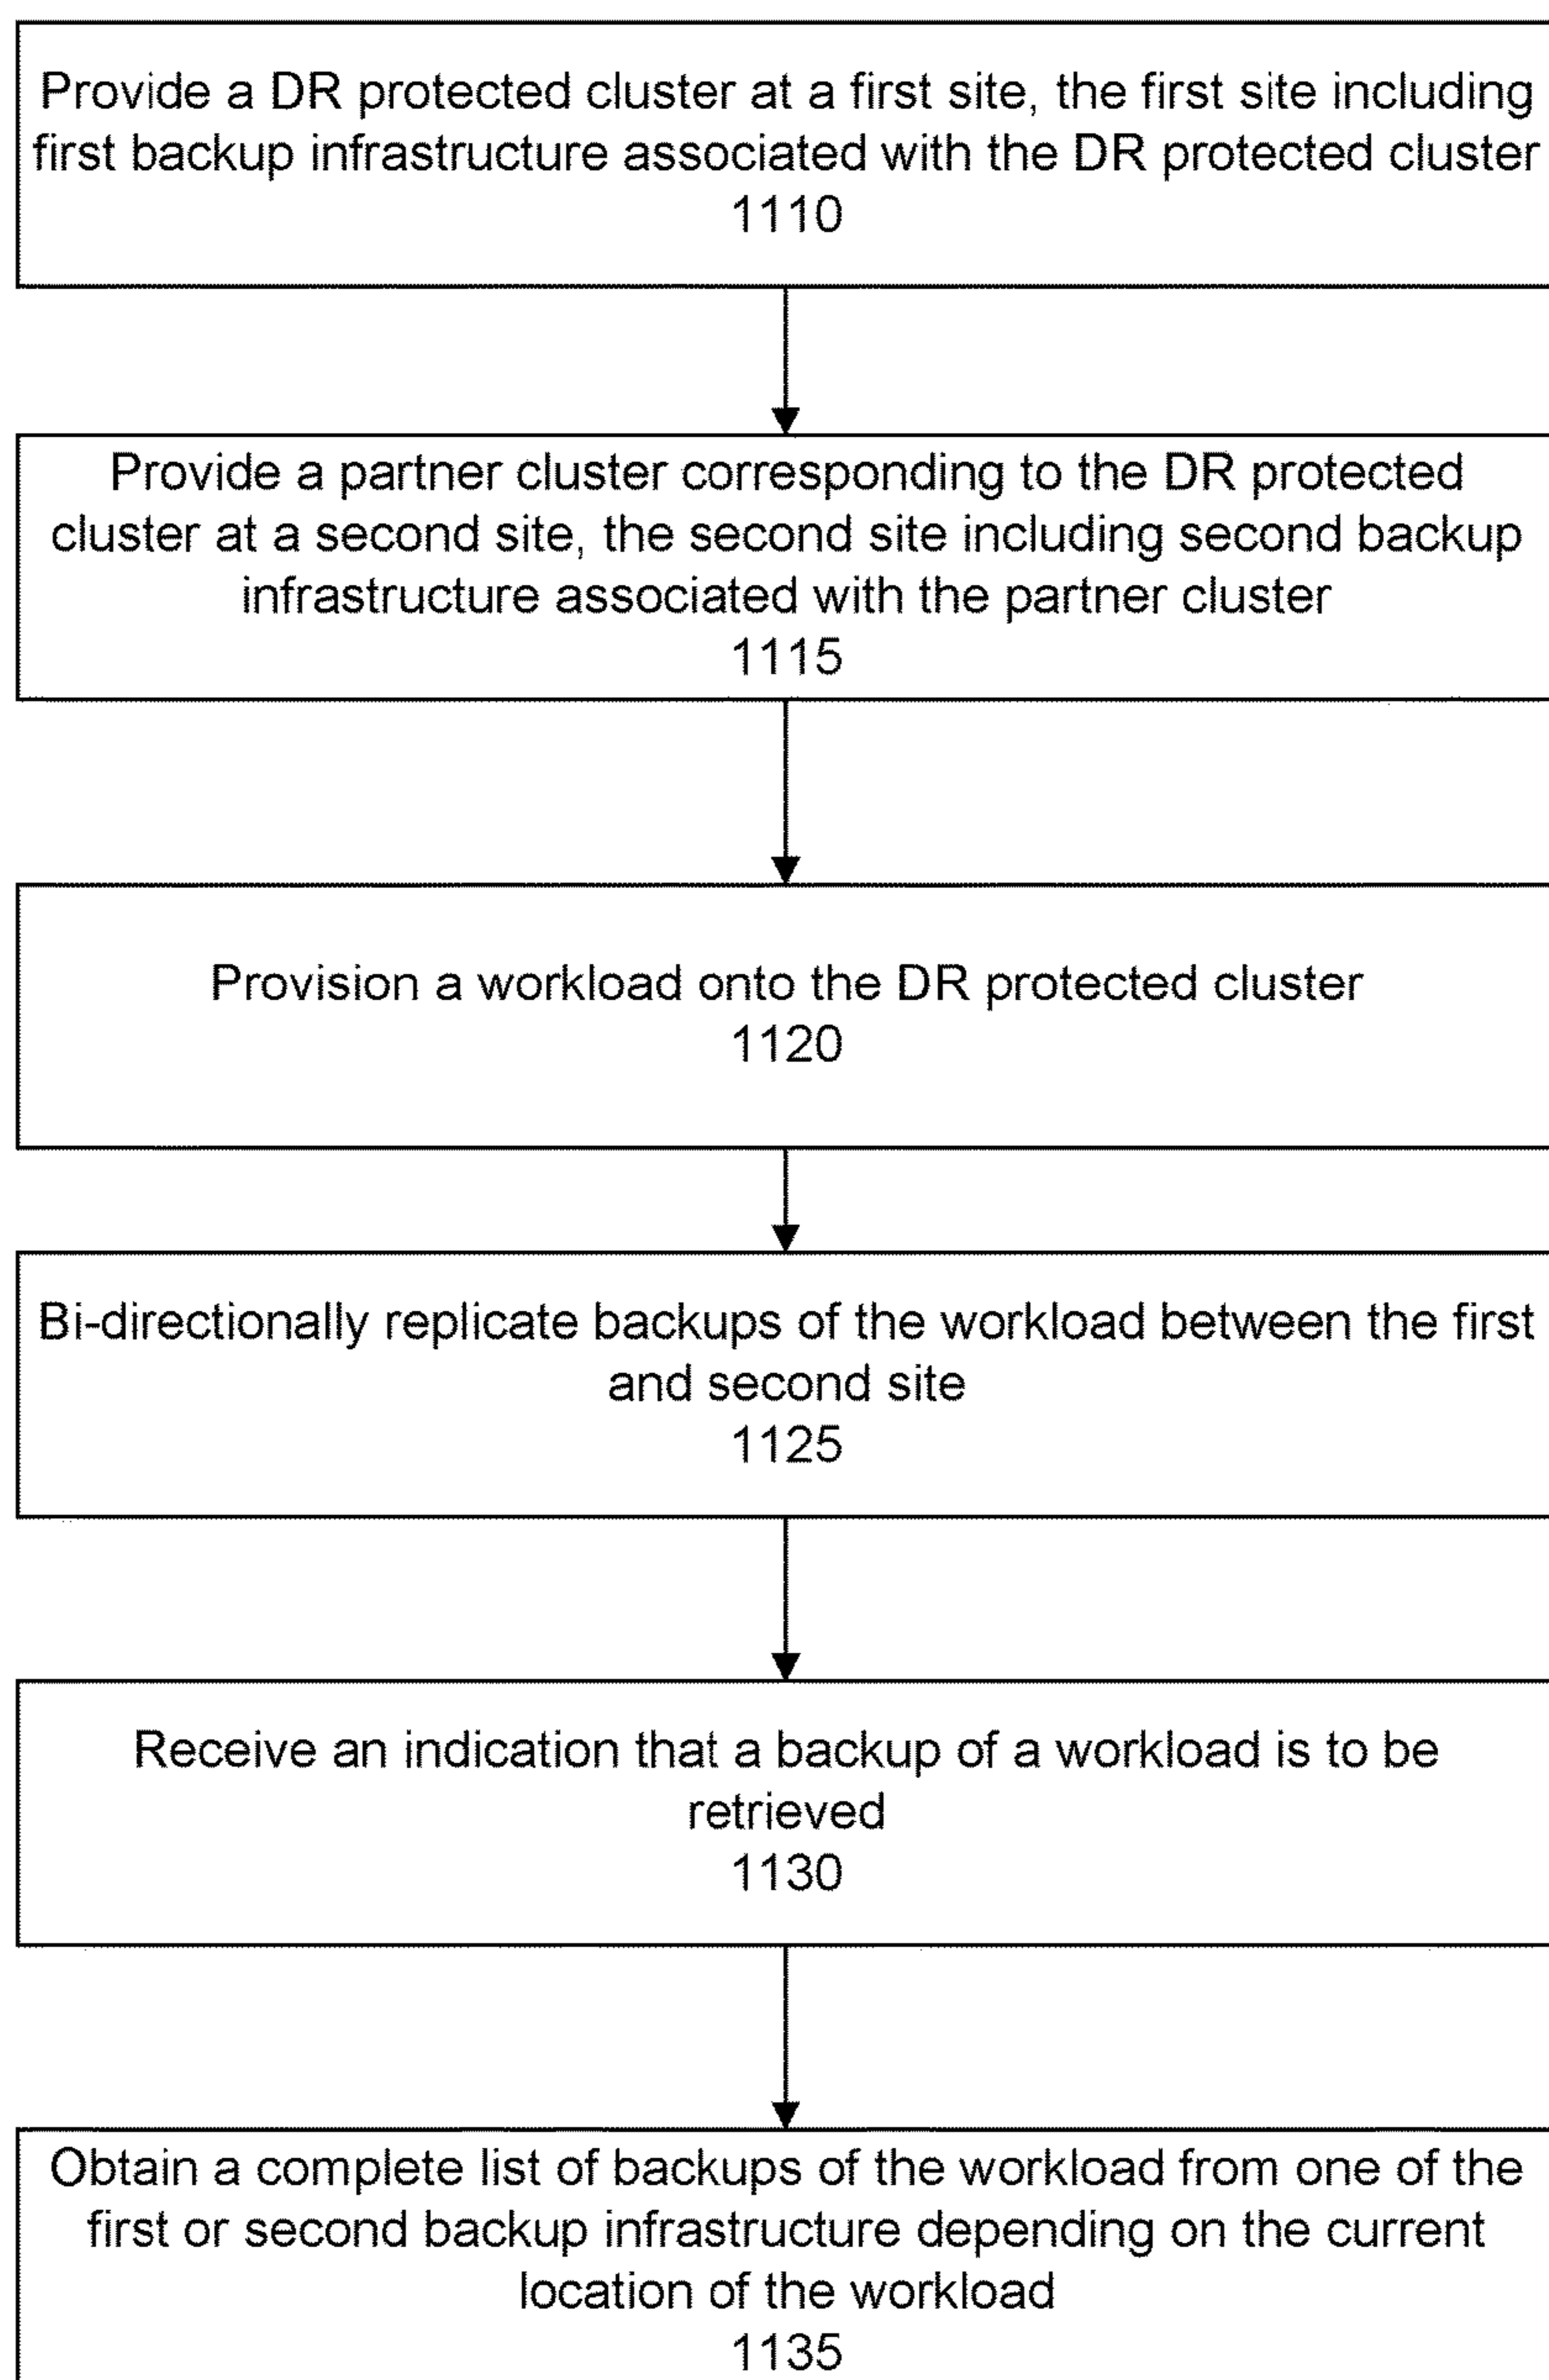 Provide a DR protected cluster at a first site, the first site including
first backup infrastructure associated with the DR protected cluster
1110
Provide a partner cluster corresponding to the DR protected
cluster at a second site, the second site including second backup
infrastructure associated with the partner cluster
1115
Provision a workload onto the DR protected cluster
1120
Bi-directionally replicate backups of the workload between the first
and second site
1125
Receive an indication that a backup of a workload is to be
retrieved
1130
Obtain a complete list of backups of the workload from one of the
first or second backup infrastructure depending on the current
location of the workload
1135